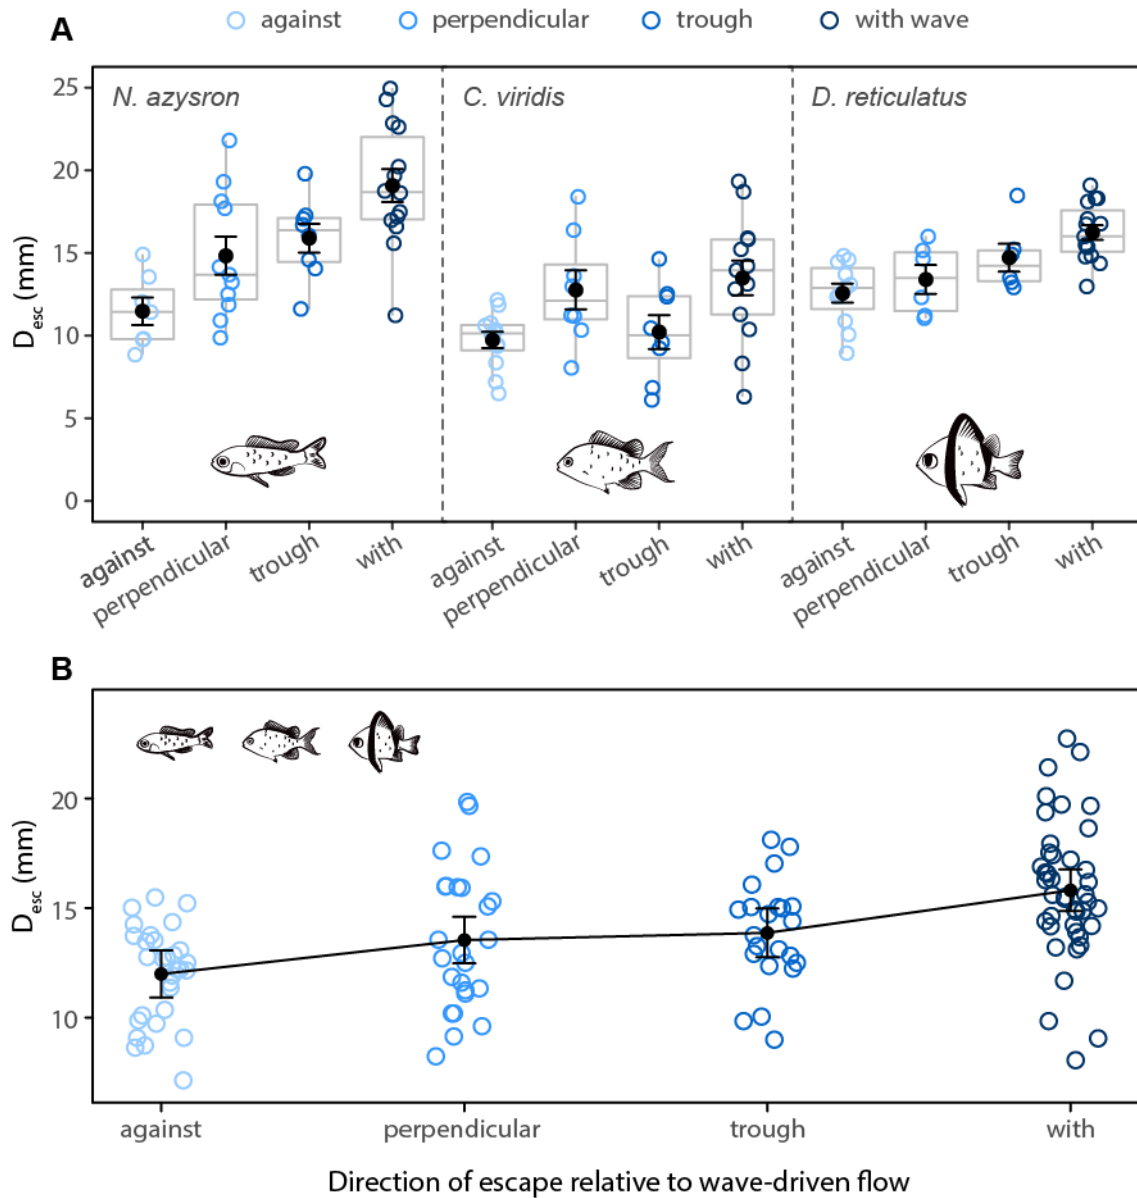 A
against perpendicular trough with wave
N. azysron C. viridis D. reticulatus
25
20
15
10
5
0
D_esc (mm)
against perpendicular trough with against perpendicular trough with against perpendicular trough with
B
20
15
10
D_esc (mm)
against perpendicular trough with
Direction of escape relative to wave-driven flow